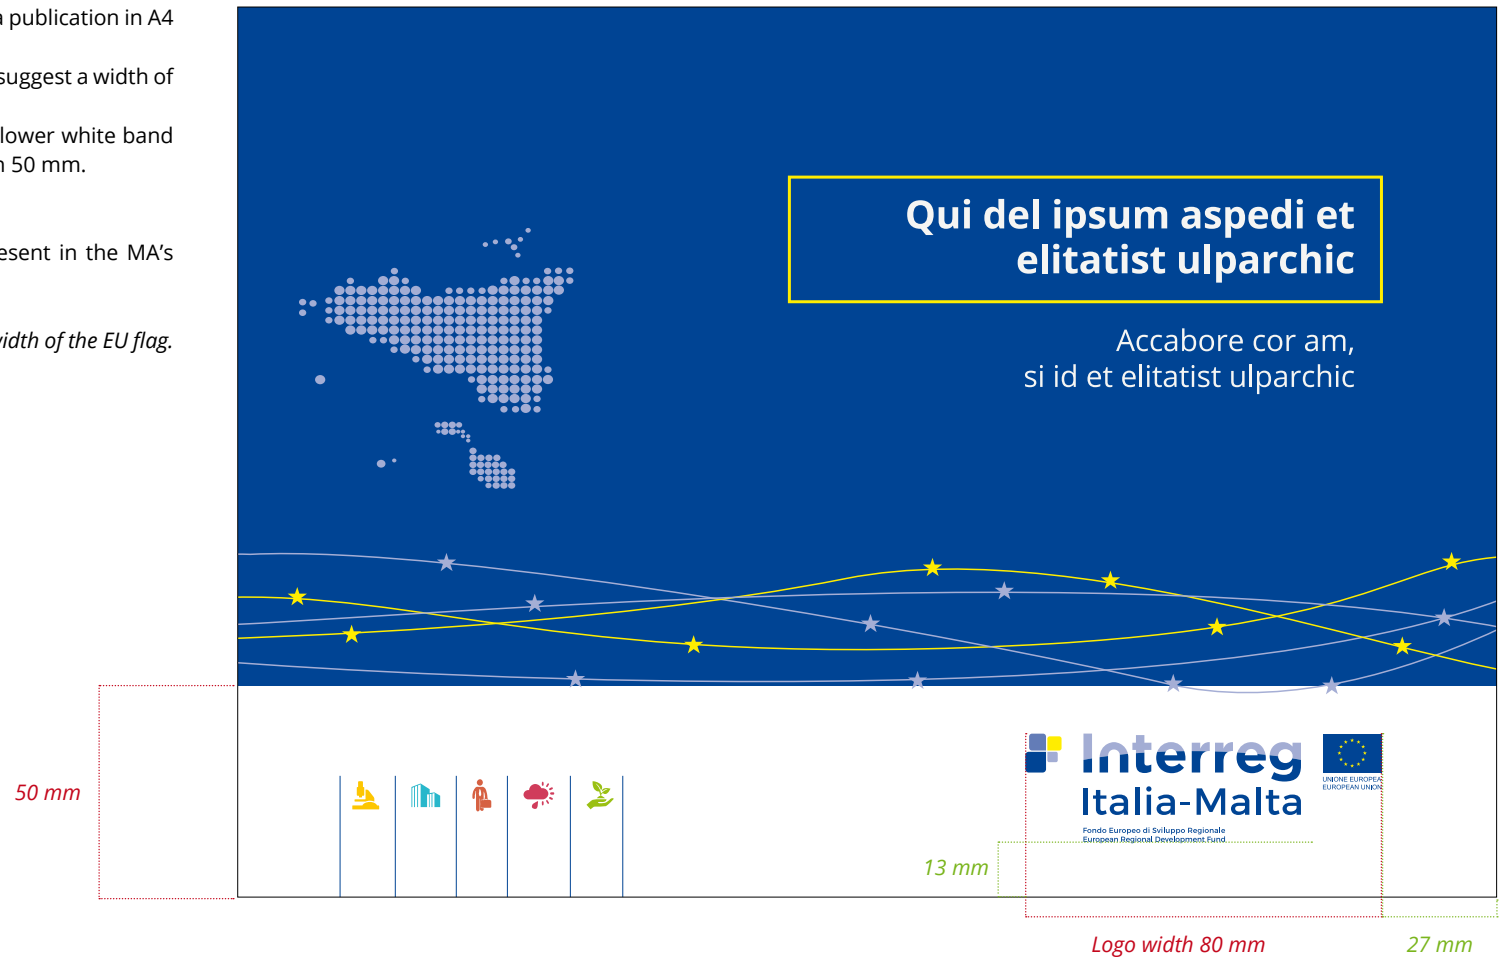 a publication in A4
suggest a width of
lower white band
50 mm.
esent in the MA's
width of the EU flag.
Qui del ipsum aspedi et
elitatist ulparchic
Accabore cor am,
si id et elitatist ulparchic
50 mm
Interreg
Italia-Malta
Fondo Europeo di Sviluppo Regionale
European Regional Development Fund
UNIONE EUROPEA
EUROPEAN UNION
13 mm
Logo width 80 mm
27 mm